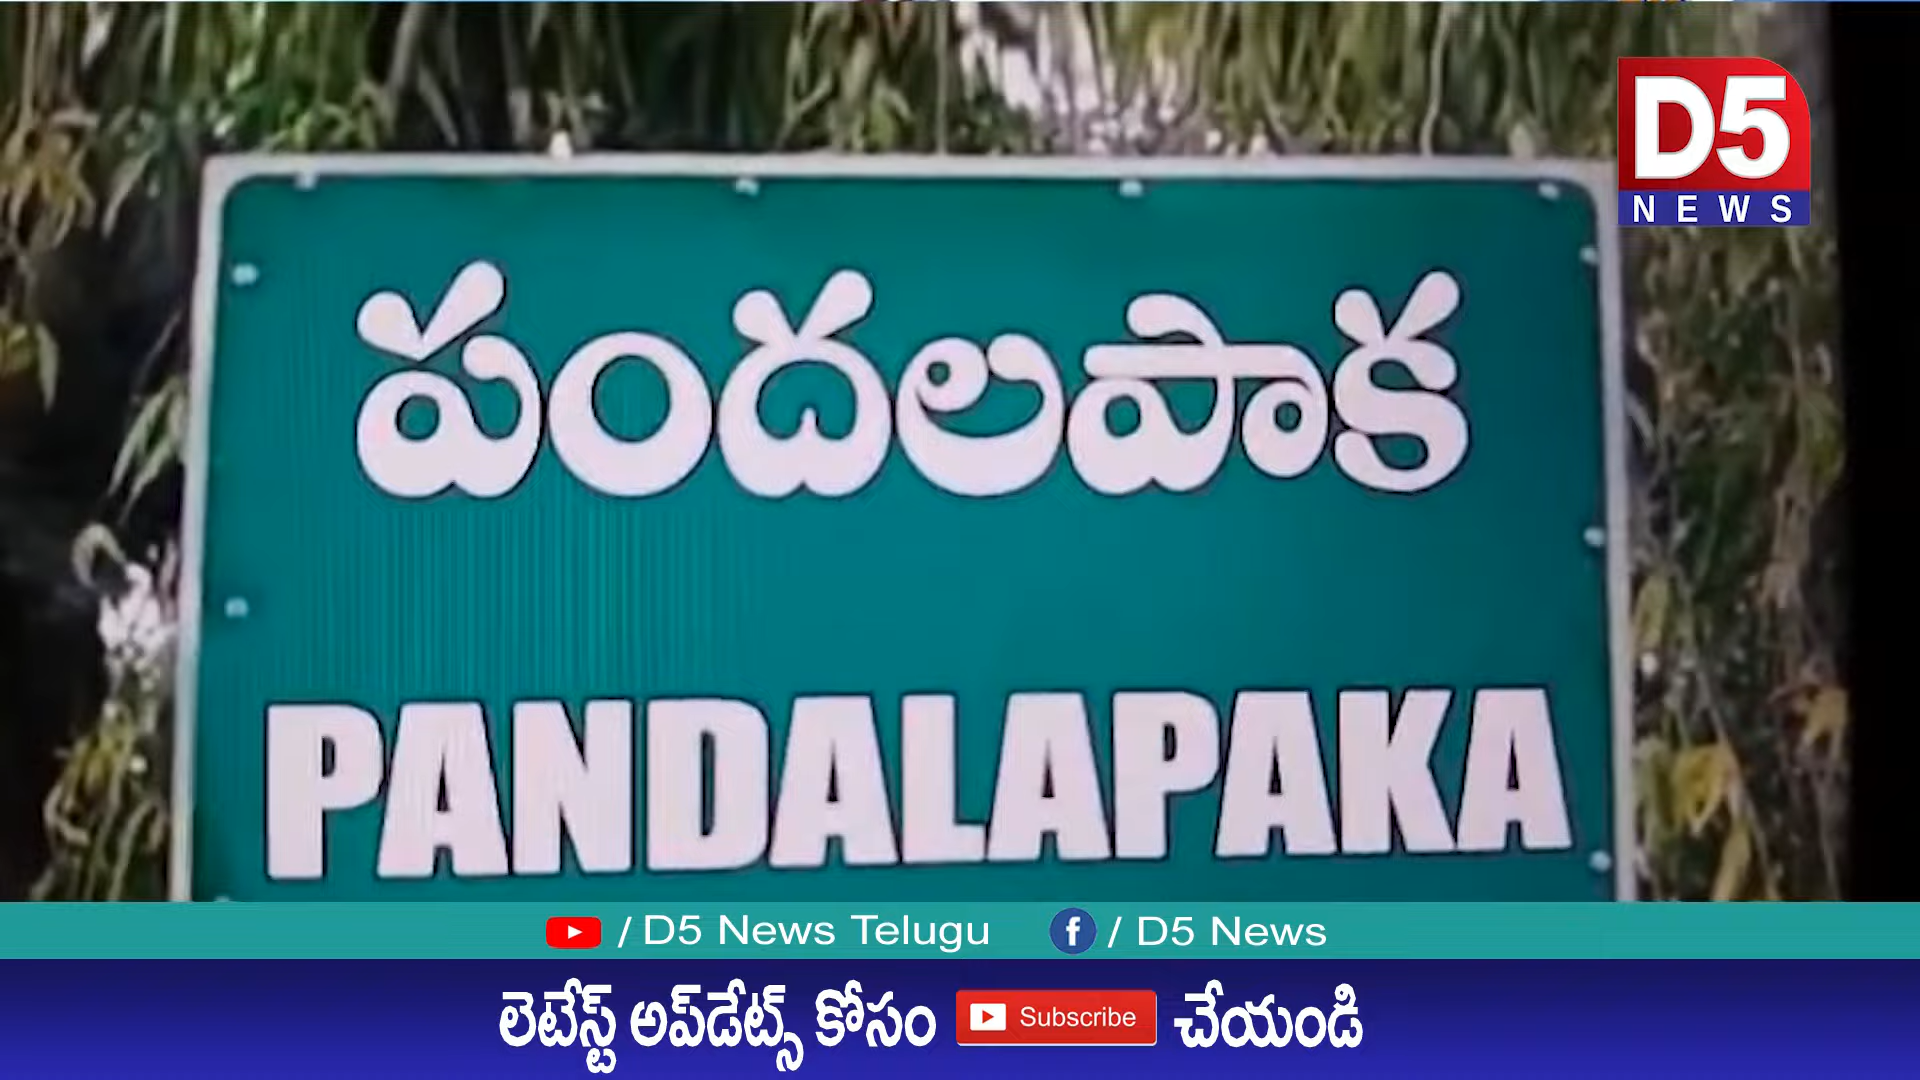 D5
NEWS
పందలపాక
PANDALAPAKA
/ D5 News Telugu / D5 News
లెటేస్ట్ అప్‌డేట్స్ కోసం Subscribe చేయండి